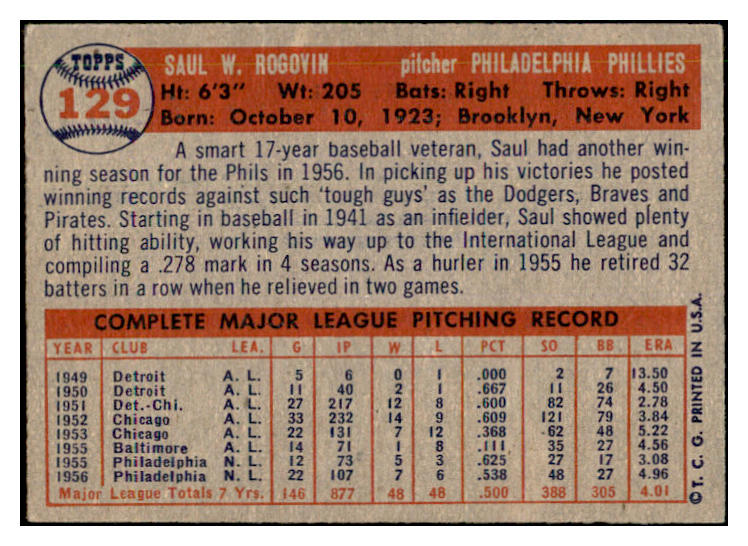 TOPPS
129
SAUL W. ROGOVIN pitcher PHILADELPHIA PHILLIES
Ht: 6'3" Wt: 205 Bats: Right Throws: Right
Born: October 10, 1923; Brooklyn, New York
A smart 17-year baseball veteran, Saul had another win-
ning season for the Phils in 1956. In picking up his victories he posted
winning records against such 'tough guys' as the Dodgers, Braves and
Pirates. Starting in baseball in 1941 as an infielder, Saul showed plenty
of hitting ability, working his way up to the International League and
compiling a .278 mark in 4 seasons. As a hurler in 1955 he retired 32
batters in a row when he relieved in two games.
COMPLETE MAJOR LEAGUE PITCHING RECORD
YEAR CLUB LEA. G IP W L PCT SO BB ERA
1949 Detroit A. L. 5 6 0 1 .000 2 7 13.50
1950 Detroit A. L. 11 40 2 1 .667 11 26 4.50
1951 Det.-Chi. A. L. 27 217 12 8 .600 82 74 2.78
1952 Chicago A. L. 33 232 14 9 .609 121 79 3.84
1953 Chicago A. L. 22 131 7 12 .368 62 48 5.22
1955 Baltimore A. L. 14 71 1 8 .111 35 27 4.56
1955 Philadelphia N. L. 12 73 5 3 .625 27 17 3.08
1956 Philadelphia N. L. 22 107 7 6 .538 48 27 4.96
Major League Totals 7 Yrs. 146 877 48 48 .500 388 305 4.01
© T. C. G. PRINTED IN U.S.A.